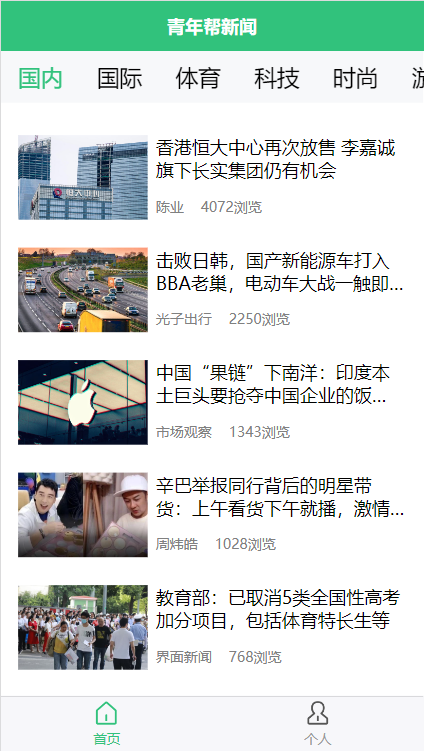 青年帮新闻
国内 国际 体育 科技 时尚 游
香港恒大中心再次放售 李嘉诚
旗下长实集团仍有机会
陈业 4072浏览
击败日韩，国产新能源车打入
BBA老巢，电动车大战一触即...
光子出行 2250浏览
中国“果链”下南洋：印度本
土巨头要抢夺中国企业的饭...
市场观察 1343浏览
辛巴举报同行背后的明星带
货：上午看货下午就播，激情...
周炜皓 1028浏览
教育部：已取消5类全国性高考
加分项目，包括体育特长生等
界面新闻 768浏览
首页 个人